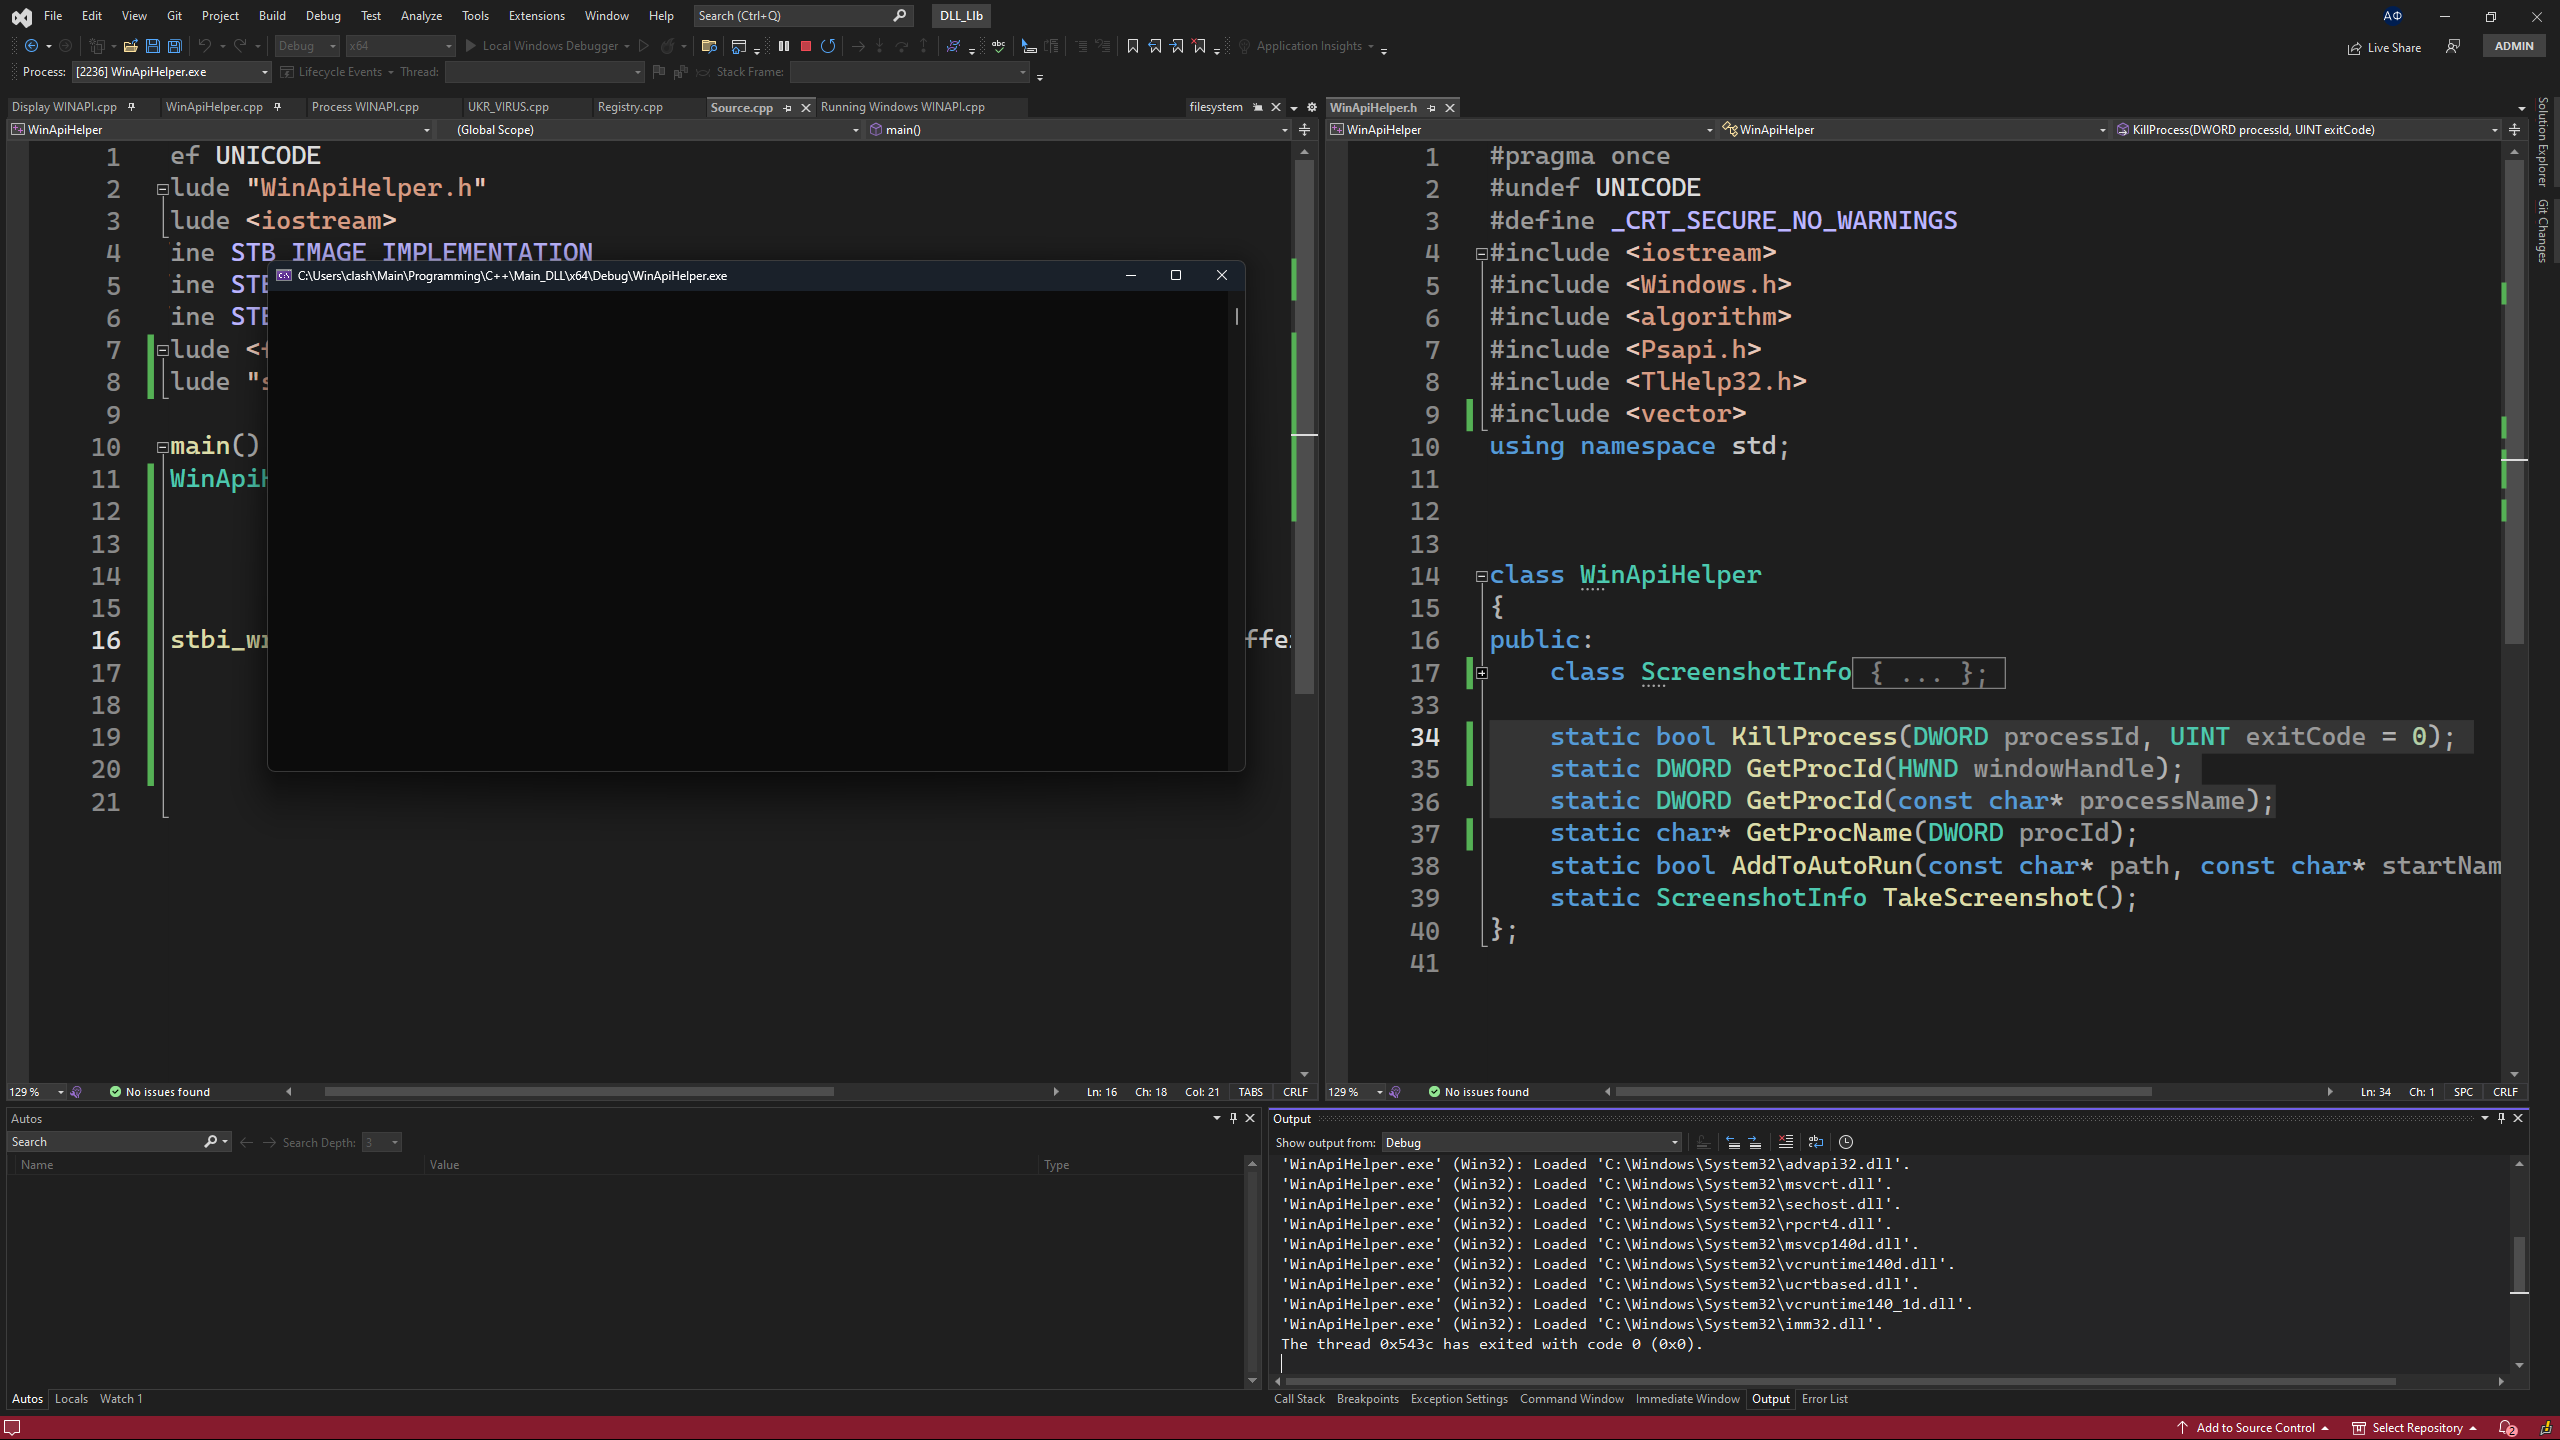 File Edit View Git Project Build Debug Test Analyze Tools Extensions Window Help Search (Ctrl+Q) DLL_LIb АФ
Debug x64 Local Windows Debugger Application Insights Live Share ADMIN
Process: [2236] WinApiHelper.exe Lifecycle Events Thread: Stack Frame:
Display WINAPI.cpp WinApiHelper.cpp Process WINAPI.cpp UKR_VIRUS.cpp Registry.cpp Source.cpp Running Windows WINAPI.cpp filesystem
WinApiHelper (Global Scope) main()
1 ef UNICODE
2 lude "WinApiHelper.h"
3 lude <iostream>
4 ine STB_IMAGE_IMPLEMENTATION
5 ine STB
6 ine STB
7 lude <f
8 lude "s
9
10 main()
11 WinApiH
12
13
14
15
16 stbi_wr ffer
17
18
19
20
21
C:\Users\clash\Main\Programming\C++\Main_DLL\x64\Debug\WinApiHelper.exe
129 % No issues found Ln: 16 Ch: 18 Col: 21 TABS CRLF
WinApiHelper.h
WinApiHelper WinApiHelper KillProcess(DWORD processId, UINT exitCode)
1 #pragma once
2 #undef UNICODE
3 #define _CRT_SECURE_NO_WARNINGS
4 #include <iostream>
5 #include <Windows.h>
6 #include <algorithm>
7 #include <Psapi.h>
8 #include <TlHelp32.h>
9 #include <vector>
10 using namespace std;
11
12
13
14 class WinApiHelper
15 {
16 public:
17 class ScreenshotInfo { ... };
33
34 static bool KillProcess(DWORD processId, UINT exitCode = 0);
35 static DWORD GetProcId(HWND windowHandle);
36 static DWORD GetProcId(const char* processName);
37 static char* GetProcName(DWORD procId);
38 static bool AddToAutoRun(const char* path, const char* startNam
39 static ScreenshotInfo TakeScreenshot();
40 };
41
129 % No issues found Ln: 34 Ch: 1 SPC CRLF
Solution Explorer
Git Changes
Autos
Search Search Depth: 3
Name Value Type
Autos Locals Watch 1
Output
Show output from: Debug
'WinApiHelper.exe' (Win32): Loaded 'C:\Windows\System32\advapi32.dll'.
'WinApiHelper.exe' (Win32): Loaded 'C:\Windows\System32\msvcrt.dll'.
'WinApiHelper.exe' (Win32): Loaded 'C:\Windows\System32\sechost.dll'.
'WinApiHelper.exe' (Win32): Loaded 'C:\Windows\System32\rpcrt4.dll'.
'WinApiHelper.exe' (Win32): Loaded 'C:\Windows\System32\msvcp140d.dll'.
'WinApiHelper.exe' (Win32): Loaded 'C:\Windows\System32\vcruntime140d.dll'.
'WinApiHelper.exe' (Win32): Loaded 'C:\Windows\System32\ucrtbased.dll'.
'WinApiHelper.exe' (Win32): Loaded 'C:\Windows\System32\vcruntime140_1d.dll'.
'WinApiHelper.exe' (Win32): Loaded 'C:\Windows\System32\imm32.dll'.
The thread 0x543c has exited with code 0 (0x0).
Call Stack Breakpoints Exception Settings Command Window Immediate Window Output Error List
Add to Source Control Select Repository 2